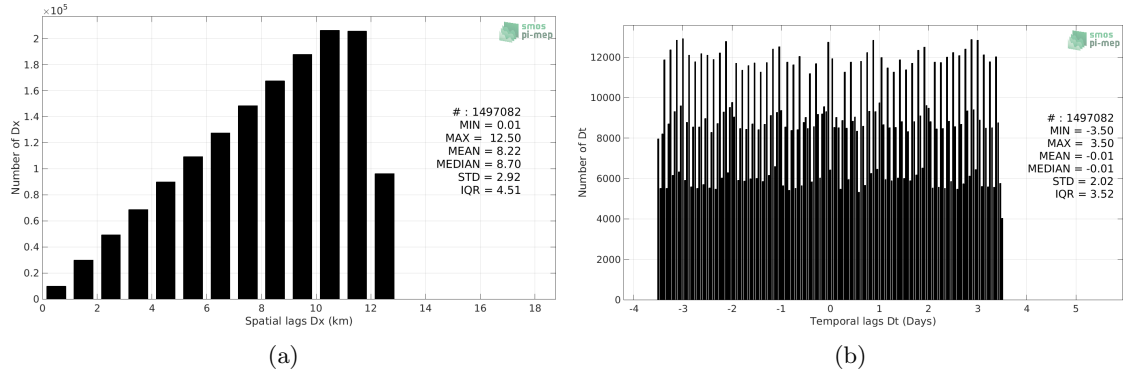 ×10⁵
2
1.8
1.6
1.4
1.2
1
0.8
0.6
0.4
0.2
0
Number of Dx
0 2 4 6 8 10 12 14 16 18
Spatial lags Dx (km)
smos
pi-mep
# : 1497082
MIN = 0.01
MAX = 12.50
MEAN = 8.22
MEDIAN = 8.70
STD = 2.92
IQR = 4.51
(a)
12000
10000
8000
6000
4000
2000
0
Number of Dt
-4 -3 -2 -1 0 1 2 3 4 5
Temporal lags Dt (Days)
smos
pi-mep
# : 1497082
MIN = -3.50
MAX = 3.50
MEAN = -0.01
MEDIAN = -0.01
STD = 2.02
IQR = 3.52
(b)